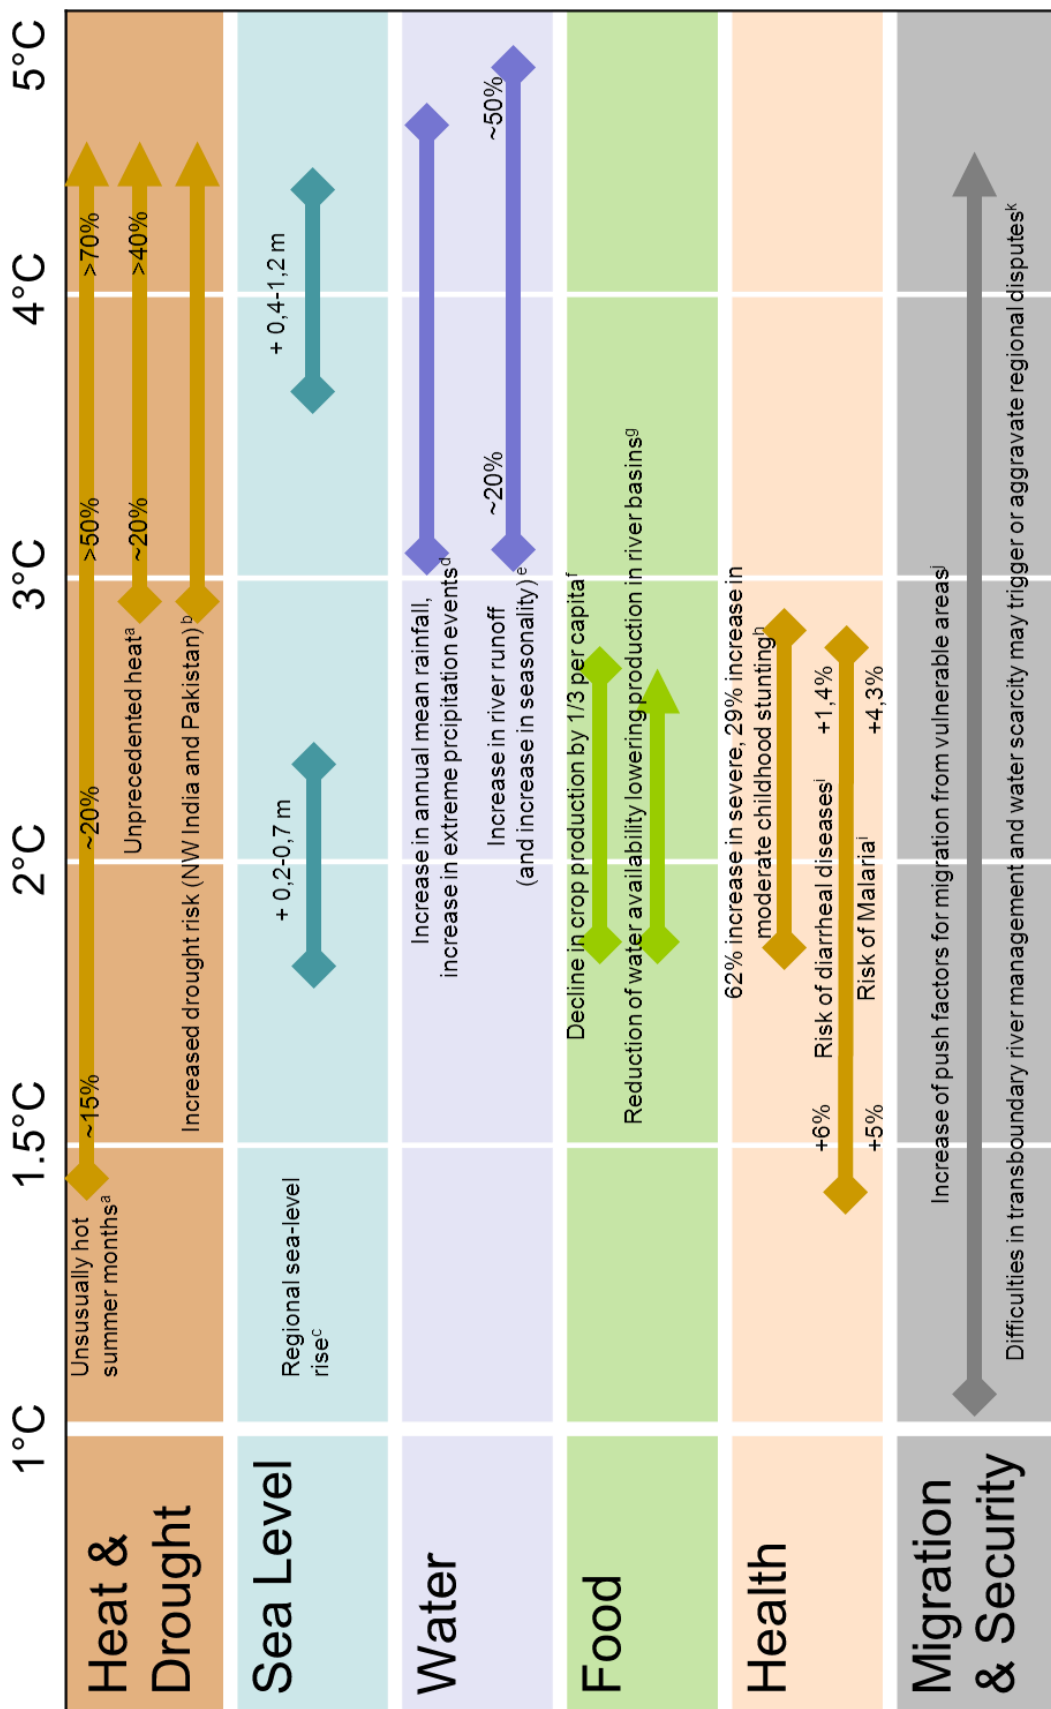 1°C
1.5°C
2°C
3°C
4°C
5°C
Heat &
Drought
Unsusually hot
summer months^a
~15%
~20%
>50%
>70%
Unprecedented heat^a
~20%
>40%
Increased drought risk (NW India and Pakistan)^b
Sea Level
Regional sea-level
rise^c
+ 0,2-0,7 m
+ 0,4-1,2 m
Water
Increase in annual mean rainfall,
increase in extreme prcipitation events^d
Increase in river runoff
(and increase in seasonality)^e
~20%
~50%
Food
Decline in crop production by 1/3 per capita^f
Reduction of water availability lowering production in river basins^g
Health
62% increase in severe, 29% increase in
moderate childhood stunting^h
+6%
Risk of diarrheal diseases^i
+1,4%
+5%
Risk of Malaria^i
+4,3%
Migration
& Security
Increase of push factors for migration from vulnerable areas^j
Difficulties in transboundary river management and water scarcity may trigger or aggravate regional disputes^k